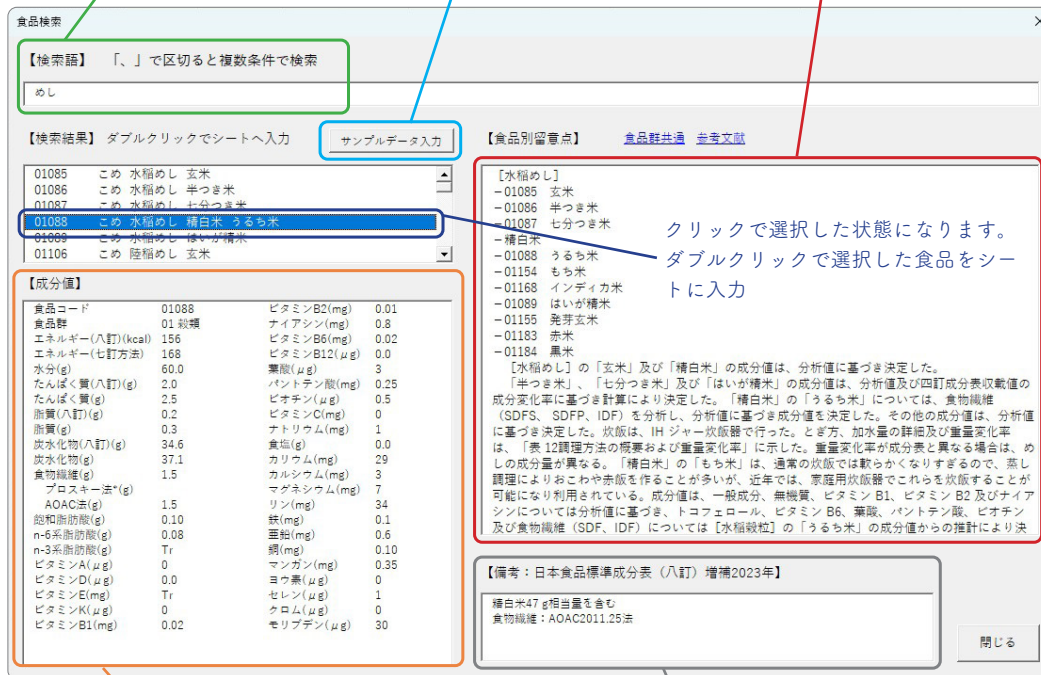 食品検索
×
【検索語】 「、」で区切ると複数条件で検索
めし
【検索結果】 ダブルクリックでシートへ入力
サンプルデータ入力
01085 こめ 水稲めし 玄米
01086 こめ 水稲めし 半つき米
01087 こめ 水稲めし 七分つき米
01088 こめ 水稲めし 精白米 うるち米
01089 こめ 水稲めし はいが精米
01106 こめ 陸稲めし 玄米
【成分値】
食品コード 01088 ビタミンB2(mg) 0.01
食品群 01 穀類 ナイアシン(mg) 0.8
エネルギー(八訂)(kcal) 156 ビタミンB6(mg) 0.02
エネルギー(七訂方法) 168 ビタミンB12(μg) 0.0
水分(g) 60.0 葉酸(μg) 3
たんぱく質(八訂)(g) 2.0 パントテン酸(mg) 0.25
たんぱく質(g) 2.5 ビオチン(μg) 0.5
脂質(八訂)(g) 0.2 ビタミンC(mg) 0
脂質(g) 0.3 ナトリウム(mg) 1
炭水化物(八訂)(g) 34.6 食塩(g) 0.0
炭水化物(g) 37.1 カリウム(mg) 29
食物繊維(g) 1.5 カルシウム(mg) 3
プロスキー法*(g) マグネシウム(mg) 7
AOAC法(g) 1.5 リン(mg) 34
飽和脂肪酸(g) 0.10 鉄(mg) 0.1
n-6系脂肪酸(g) 0.08 亜鉛(mg) 0.6
n-3系脂肪酸(g) Tr 銅(mg) 0.10
ビタミンA(μg) 0 マンガン(mg) 0.35
ビタミンD(μg) 0.0 ヨウ素(μg) 0
ビタミンE(mg) Tr セレン(μg) 1
ビタミンK(μg) 0 クロム(μg) 0
ビタミンB1(mg) 0.02 モリブデン(μg) 30
【食品別留意点】 食品群共通 参考文献
[水稲めし]
－01085 玄米
－01086 半つき米
－01087 七分つき米
－精白米
－01088 うるち米
－01154 もち米
－01168 インディカ米
－01089 はいが精米
－01155 発芽玄米
－01183 赤米
－01184 黒米
[水稲めし]の「玄米」及び「精白米」の成分値は、分析値に基づき決定した。
「半つき米」、「七分つき米」及び「はいが精米」の成分値は、分析値及び四訂成分表収載値の
成分変化率に基づき計算により決定した。「精白米」の「うるち米」については、食物繊維
（SDFS、SDFP、IDF）を分析し、分析値に基づき成分値を決定した。その他の成分値は、分析値
に基づき決定した。炊飯は、IH ジャー炊飯器で行った。とぎ方、加水量の詳細及び重量変化率
は、「表 12調理方法の概要および重量変化率」に示した。重量変化率が成分表と異なる場合は、め
しの成分量が異なる。「精白米」の「もち米」は、通常の炊飯では軟らかくなりすぎるので、蒸し
調理によりおこわや赤飯を作ることが多いが、近年では、家庭用炊飯器でこれらを炊飯することが
可能になり利用されている。成分値は、一般成分、無機質、ビタミン B1、ビタミン B2 及びナイア
シンについては分析値に基づき、トコフェロール、ビタミン B6、葉酸、パントテン酸、ビオチン
及び食物繊維（SDF、IDF）については［水稲穀粒］の「うるち米」の成分値からの推計により決
クリックで選択した状態になります。
ダブルクリックで選択した食品をシー
トに入力
【備考：日本食品標準成分表（八訂）増補2023年】
精白米47 g相当量を含む
食物繊維：AOAC2011.25法
閉じる